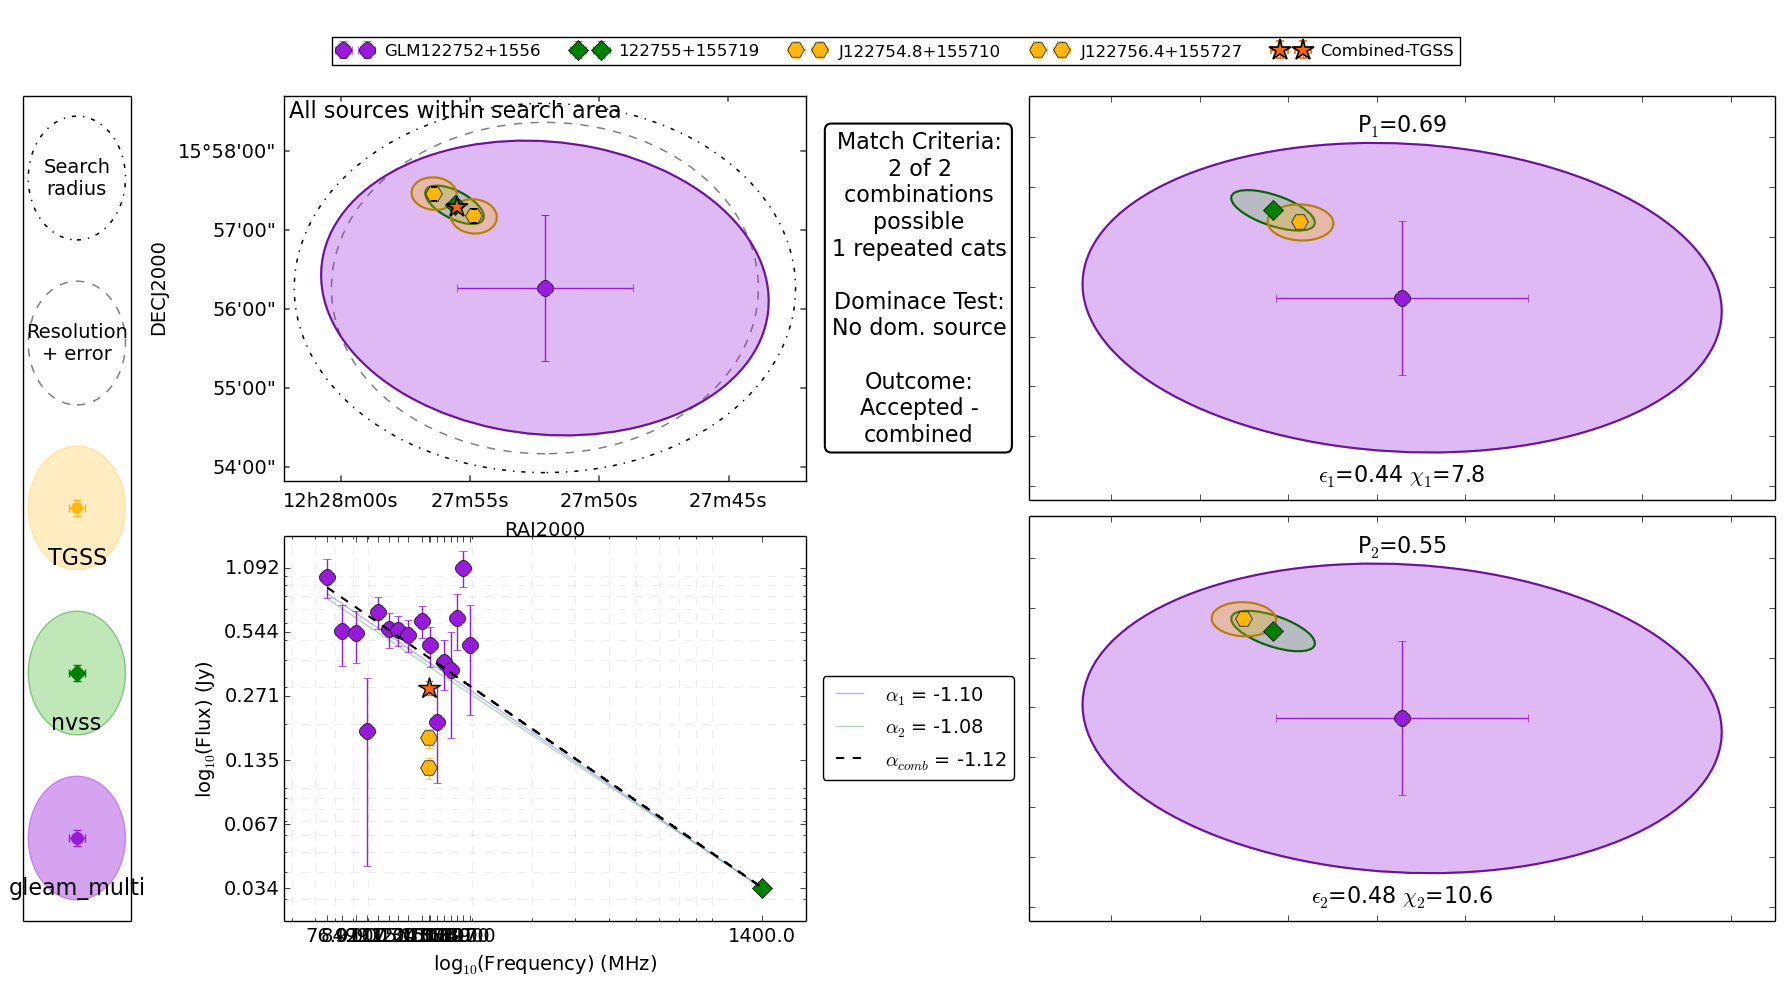 GLM122752+1556 122755+155719 J122754.8+155710 J122756.4+155727 Combined-TGSS
Search
radius
Resolution
+ error
TGSS
nvss
gleam_multi
All sources within search area
DECJ2000
15°58'00"
57'00"
56'00"
55'00"
54'00"
12h28m00s 27m55s 27m50s 27m45s
RAJ2000
Match Criteria:
2 of 2
combinations
possible
1 repeated cats
Dominace Test:
No dom. source
Outcome:
Accepted -
combined
P1=0.69
ϵ1=0.44 χ1=7.8
P2=0.55
ϵ2=0.48 χ2=10.6
log10(Flux) (Jy)
1.092
0.544
0.271
0.135
0.067
0.034
1400.0
log10(Frequency) (MHz)
α1 = -1.10
α2 = -1.08
αcomb = -1.12